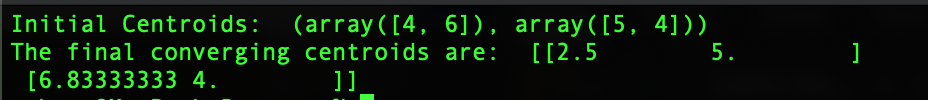 Initial Centroids:  (array([4, 6]), array([5, 4]))
The final converging centroids are:  [[2.5        5.        ]
 [6.83333333 4.        ]]